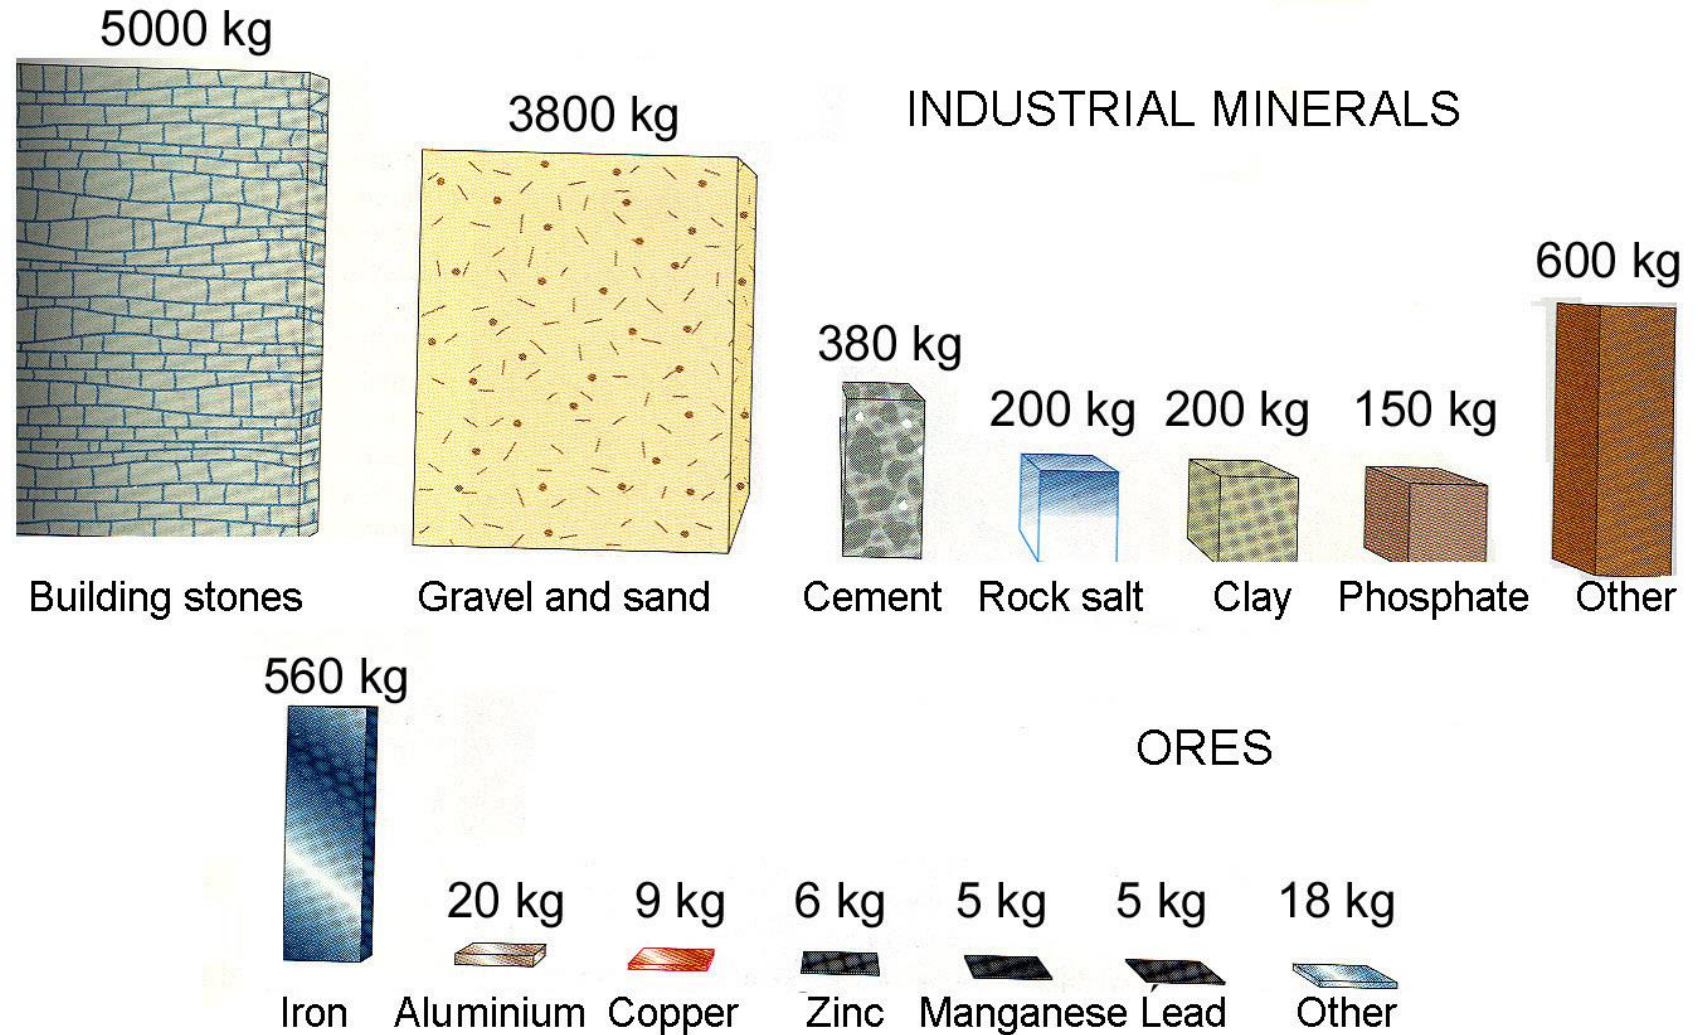 5000 kg
3800 kg
INDUSTRIAL MINERALS
600 kg
380 kg
200 kg 200 kg 150 kg
Building stones Gravel and sand Cement Rock salt Clay Phosphate Other
560 kg
ORES
20 kg 9 kg 6 kg 5 kg 5 kg 18 kg
Iron Aluminium Copper Zinc Manganese Lead Other